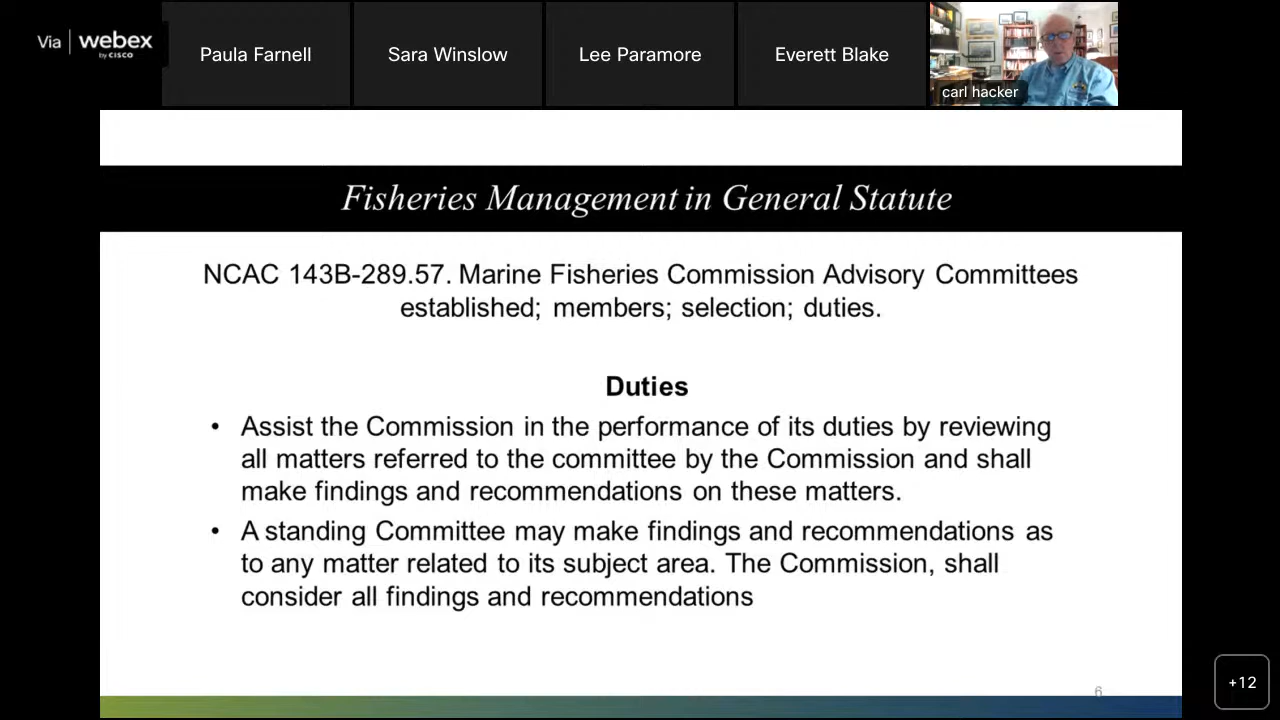 Via | webex
by CISCO
Paula Farnell
Sara Winslow
Lee Paramore
Everett Blake
carl hacker
Fisheries Management in General Statute
NCAC 143B-289.57. Marine Fisheries Commission Advisory Committees
established; members; selection; duties.
Duties
• Assist the Commission in the performance of its duties by reviewing
all matters referred to the committee by the Commission and shall
make findings and recommendations on these matters.
• A standing Committee may make findings and recommendations as
to any matter related to its subject area. The Commission, shall
consider all findings and recommendations
6
+12